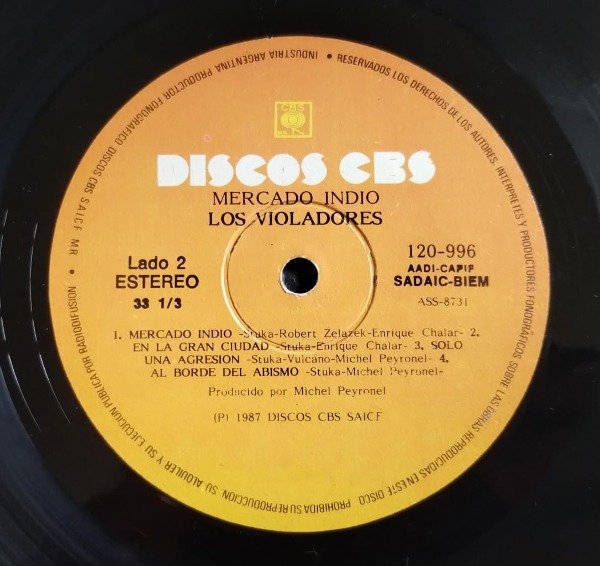 CBS
DISCOS CBS
MERCADO INDIO
LOS VIOLADORES
Lado 2
ESTEREO
33 1/3
120-996
AADI-CAPIF
SADAIC-BIEM
ASS-8731
1. MERCADO INDIO -Stuka-Robert Zelazek-Enrique Chalar- 2.
EN LA GRAN CIUDAD -Stuka-Enrique Chalar- 3. SOLO
UNA AGRESION -Stuka-Vulcano-Michel Peyronel- 4.
AL BORDE DEL ABISMO -Stuka-Michel Peyronel-
Producido por Michel Peyronel
(P) 1987 DISCOS CBS SAICF
INDUSTRIA ARGENTINA PRODUCTOR FONOGRAFICO DISCOS CBS S.A.I.C.F. M.R. • RESERVADOS LOS DERECHOS DE LOS AUTORES, INTERPRETES Y PRODUCTORES FONOGRAFICOS SOBRE LAS OBRAS REPRODUCIDAS EN ESTE DISCO. PROHIBIDA SU REPRODUCCION, SU ALQUILER Y SU EJECUCION PUBLICA POR RADIODIFUSION •